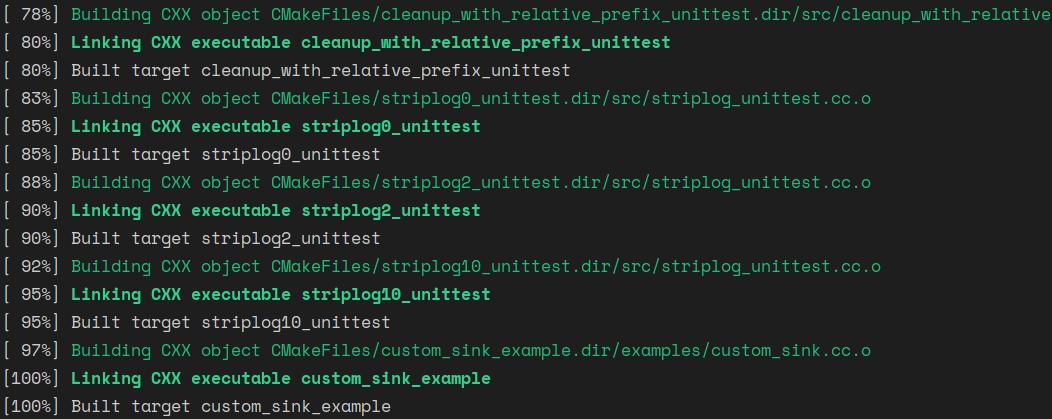 [ 78%] Building CXX object CMakeFiles/cleanup_with_relative_prefix_unittest.dir/src/cleanup_with_relative
[ 80%] Linking CXX executable cleanup_with_relative_prefix_unittest
[ 80%] Built target cleanup_with_relative_prefix_unittest
[ 83%] Building CXX object CMakeFiles/striplog0_unittest.dir/src/striplog_unittest.cc.o
[ 85%] Linking CXX executable striplog0_unittest
[ 85%] Built target striplog0_unittest
[ 88%] Building CXX object CMakeFiles/striplog2_unittest.dir/src/striplog_unittest.cc.o
[ 90%] Linking CXX executable striplog2_unittest
[ 90%] Built target striplog2_unittest
[ 92%] Building CXX object CMakeFiles/striplog10_unittest.dir/src/striplog_unittest.cc.o
[ 95%] Linking CXX executable striplog10_unittest
[ 95%] Built target striplog10_unittest
[ 97%] Building CXX object CMakeFiles/custom_sink_example.dir/examples/custom_sink.cc.o
[100%] Linking CXX executable custom_sink_example
[100%] Built target custom_sink_example